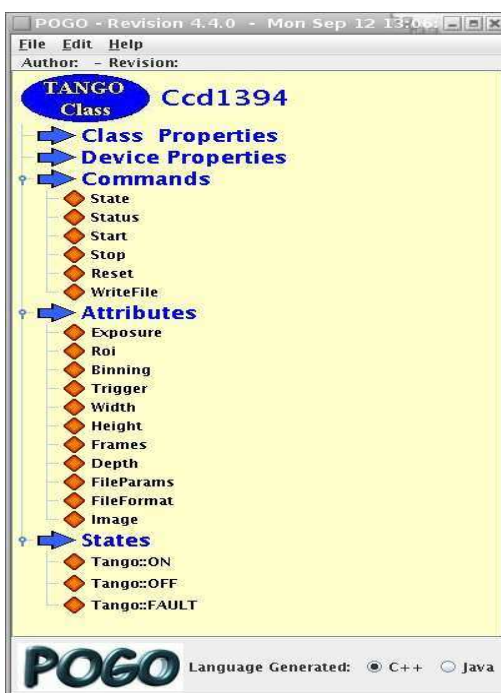 POGO - Revision 4.4.0 - Mon Sep 12 13:06:
File Edit Help
Author: - Revision:
TANGO
Class
Ccd1394
Class Properties
Device Properties
Commands
State
Status
Start
Stop
Reset
WriteFile
Attributes
Exposure
Roi
Binning
Trigger
Width
Height
Frames
Depth
FileParams
FileFormat
Image
States
Tango::ON
Tango::OFF
Tango::FAULT
POGO Language Generated: C++ Java